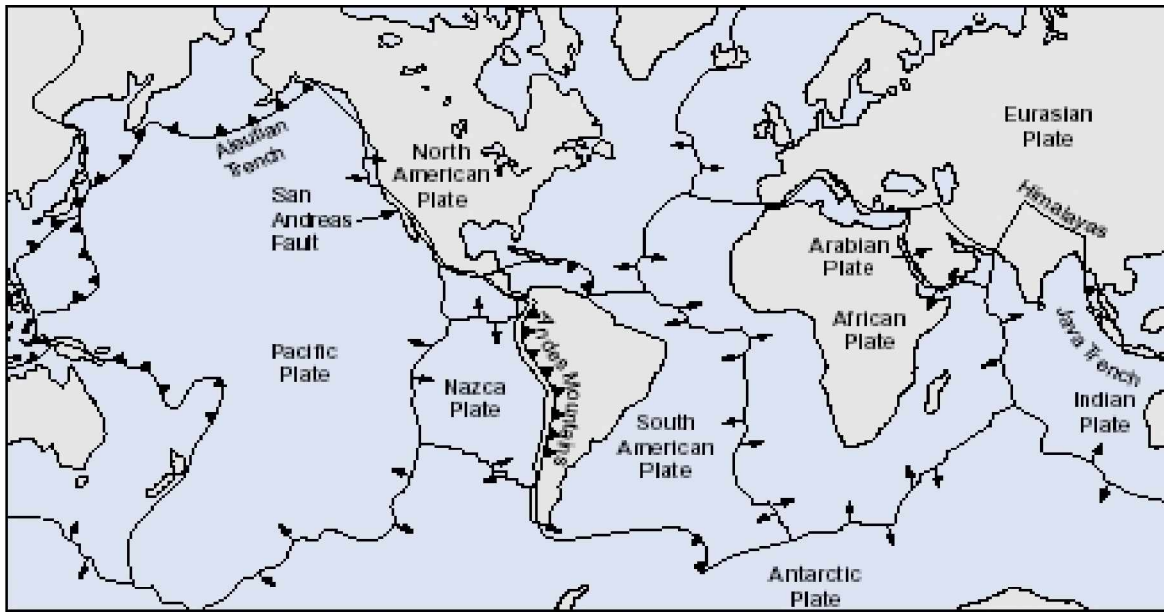 Aleutian
Trench
North
American
Plate
San
Andreas
Fault
Eurasian
Plate
Himalayas
Arabian
Plate
African
Plate
Java Trench
Indian
Plate
Pacific
Plate
Nazca
Plate
Andes Mountains
South
American
Plate
Antarctic
Plate